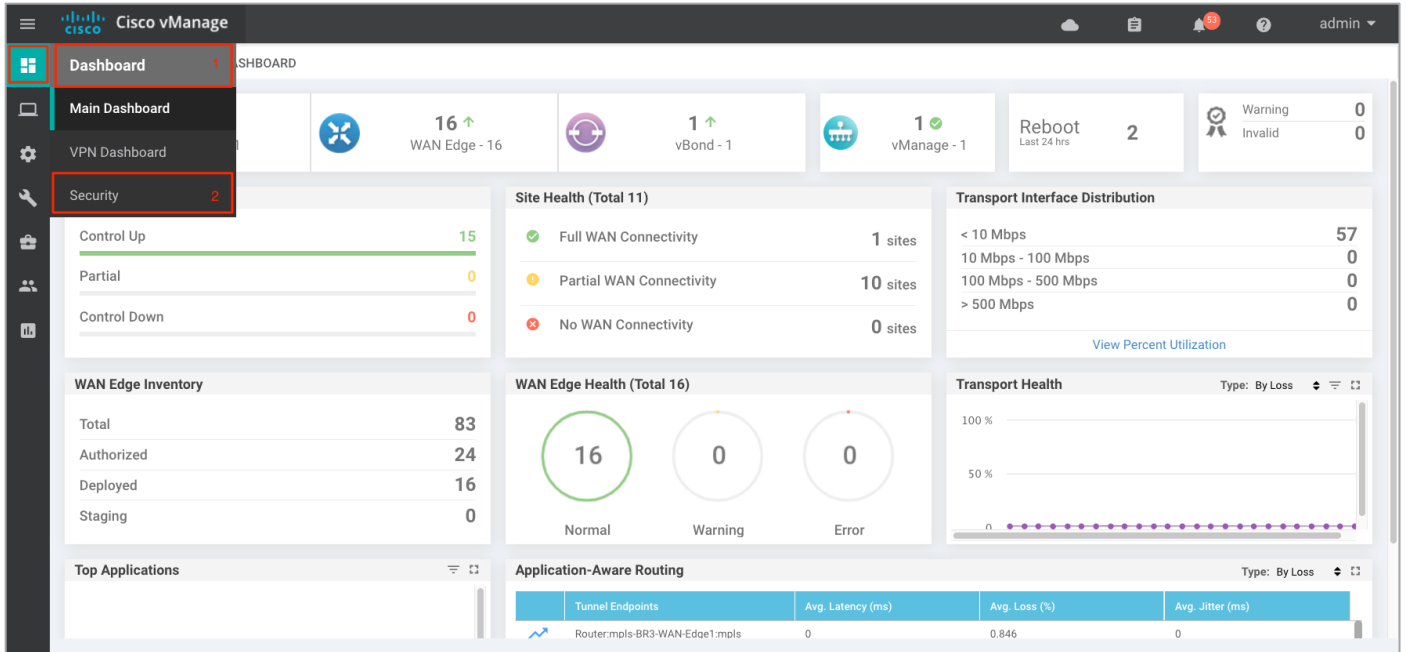 cisco Cisco vManage
53
admin
Dashboard 1
SHBOARD
Main Dashboard
VPN Dashboard
Security 2
1
16
WAN Edge - 16
1
vBond - 1
1
vManage - 1
Reboot
Last 24 hrs
2
Warning 0
Invalid 0
Control Up 15
Partial 0
Control Down 0
Site Health (Total 11)
Full WAN Connectivity 1 sites
Partial WAN Connectivity 10 sites
No WAN Connectivity 0 sites
Transport Interface Distribution
< 10 Mbps 57
10 Mbps - 100 Mbps 0
100 Mbps - 500 Mbps 0
> 500 Mbps 0
View Percent Utilization
WAN Edge Inventory
Total 83
Authorized 24
Deployed 16
Staging 0
WAN Edge Health (Total 16)
16 0 0
Normal Warning Error
Transport Health Type: By Loss
100 %
50 %
0
Top Applications
Application-Aware Routing Type: By Loss
Tunnel Endpoints Avg. Latency (ms) Avg. Loss (%) Avg. Jitter (ms)
Router:mpls-BR3-WAN-Edge1:mpls 0 0.846 0